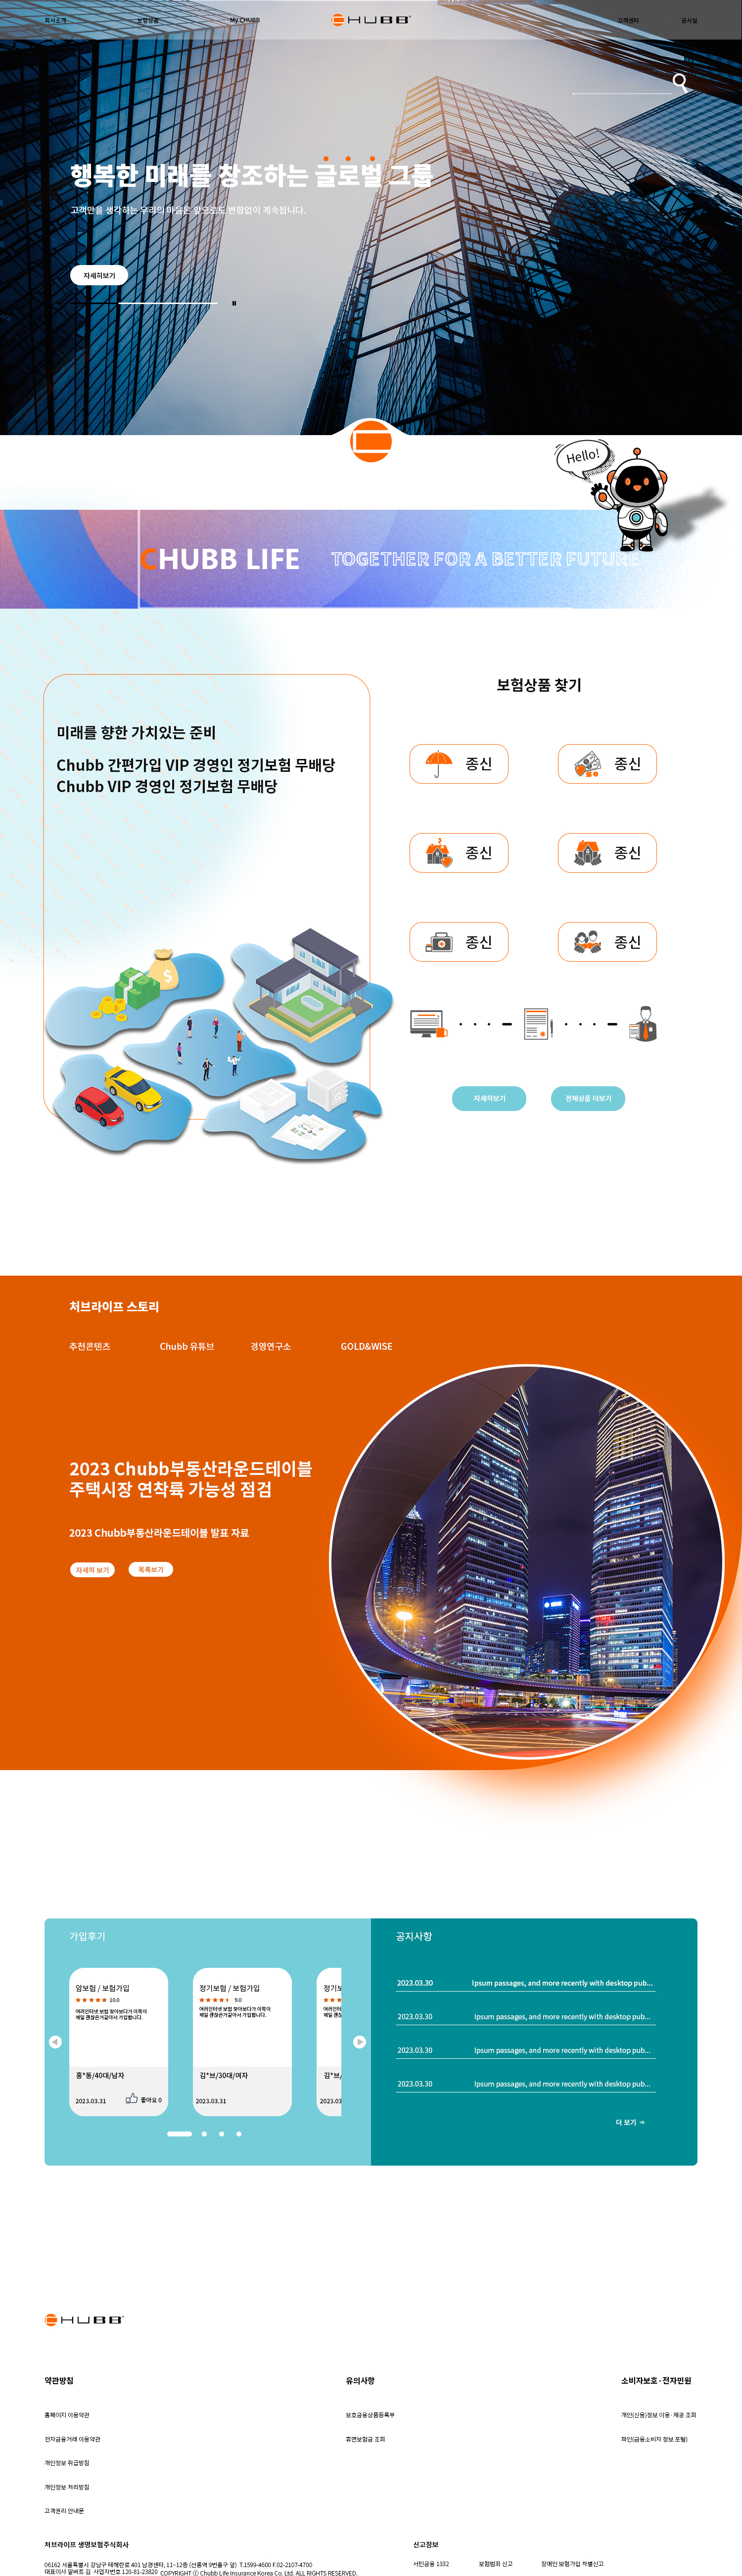 회사소개
보험상품
My CHUBB
HUBB
고객센터
공시실
행복한 미래를 창조하는 글로벌 그룹
고객만을 생각하는 우리의 마음은 앞으로도 변함없이 계속됩니다.
자세히보기
Hello!
CHUBB LIFE
TOGETHER FOR A BETTER FUTURE
미래를 향한 가치있는 준비
Chubb 간편가입 VIP 경영인 정기보험 무배당
Chubb VIP 경영인 정기보험 무배당
보험상품 찾기
종신
종신
종신
종신
종신
종신
자세히보기
전체상품 더보기
처브라이프 스토리
추천콘텐츠
Chubb 유튜브
경영연구소
GOLD&WISE
2023 Chubb부동산라운드테이블
주택시장 연착륙 가능성 점검
2023 Chubb부동산라운드테이블 발표 자료
자세히 보기
목록보기
가입후기
암보험 / 보험가입
10.0
여러인터넷 보험 찾아보다가 이쪽이
제일 괜찮은거같아서 가입합니다.
홍*동/40대/남자
2023.03.31
좋아요 0
정기보험 / 보험가입
9.0
여러인터넷 보험 찾아보다가 이쪽이
제일 괜찮은거같아서 가입합니다.
김*브/30대/여자
2023.03.31
정기보
여러인터
제일 괜찮
김*브/
2023.03
공지사항
2023.03.30 Ipsum passages, and more recently with desktop pub...
2023.03.30 Ipsum passages, and more recently with desktop pub...
2023.03.30 Ipsum passages, and more recently with desktop pub...
2023.03.30 Ipsum passages, and more recently with desktop pub...
더 보기 ⇒
HUBB
약관방침
홈페이지 이용약관
전자금융거래 이용약관
개인정보 취급방침
개인정보 처리방침
고객권리 안내문
유의사항
보호금융상품등록부
휴면보험금 조회
소비자보호·전자민원
개인(신용)정보 이용·제공 조회
파인(금융소비자 정보 포털)
처브라이프 생명보험주식회사
06162 서울특별시 강남구 테헤란로 401 남경센터, 11~12층 (선릉역 9번출구 앞) T.1599-4600 F.02-2107-4700
대표이사 알버트 김 사업자번호 120-81-23820 COPYRIGHT ⓒ Chubb Life Insurance Korea Co. Ltd. ALL RIGHTS RESERVED.
신고정보
서민금융 1332
보험범죄 신고
장애인 보험가입 차별신고